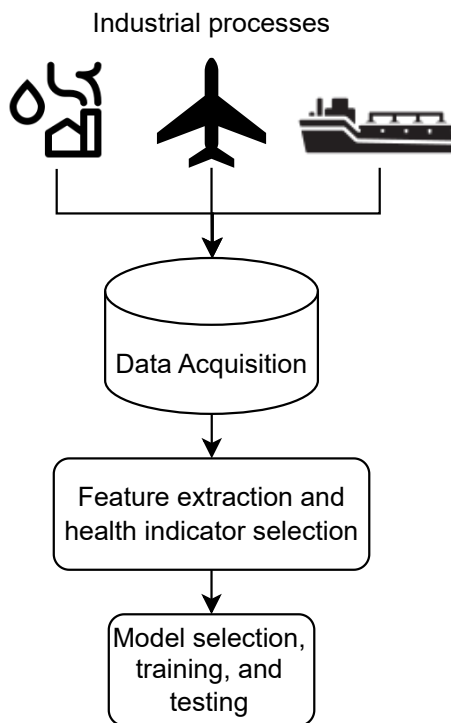 Industrial processes
Data Acquisition
Feature extraction and
health indicator selection
Model selection,
training, and
testing